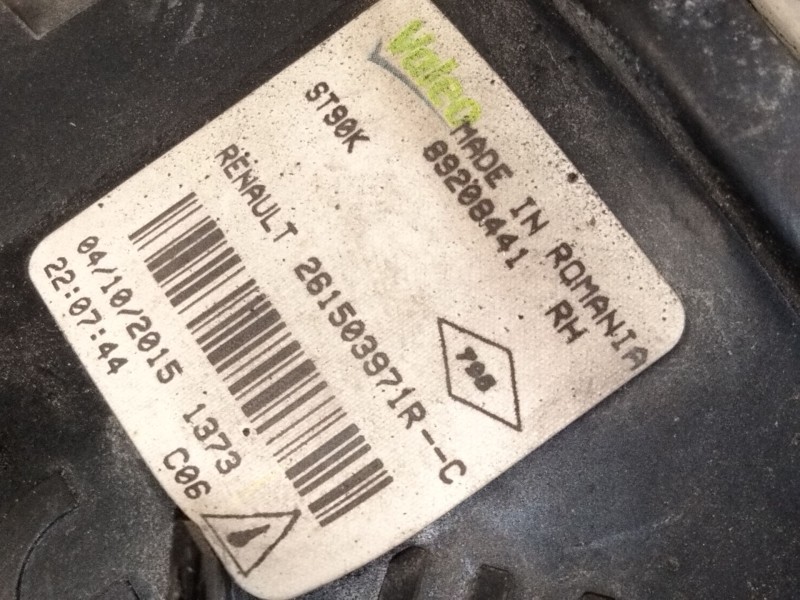 Valeo
MADE IN ROMANIA
ST90K
89208441 RH
RENAULT 261503971R--C
04/10/2015 1373
22:07:44 C06